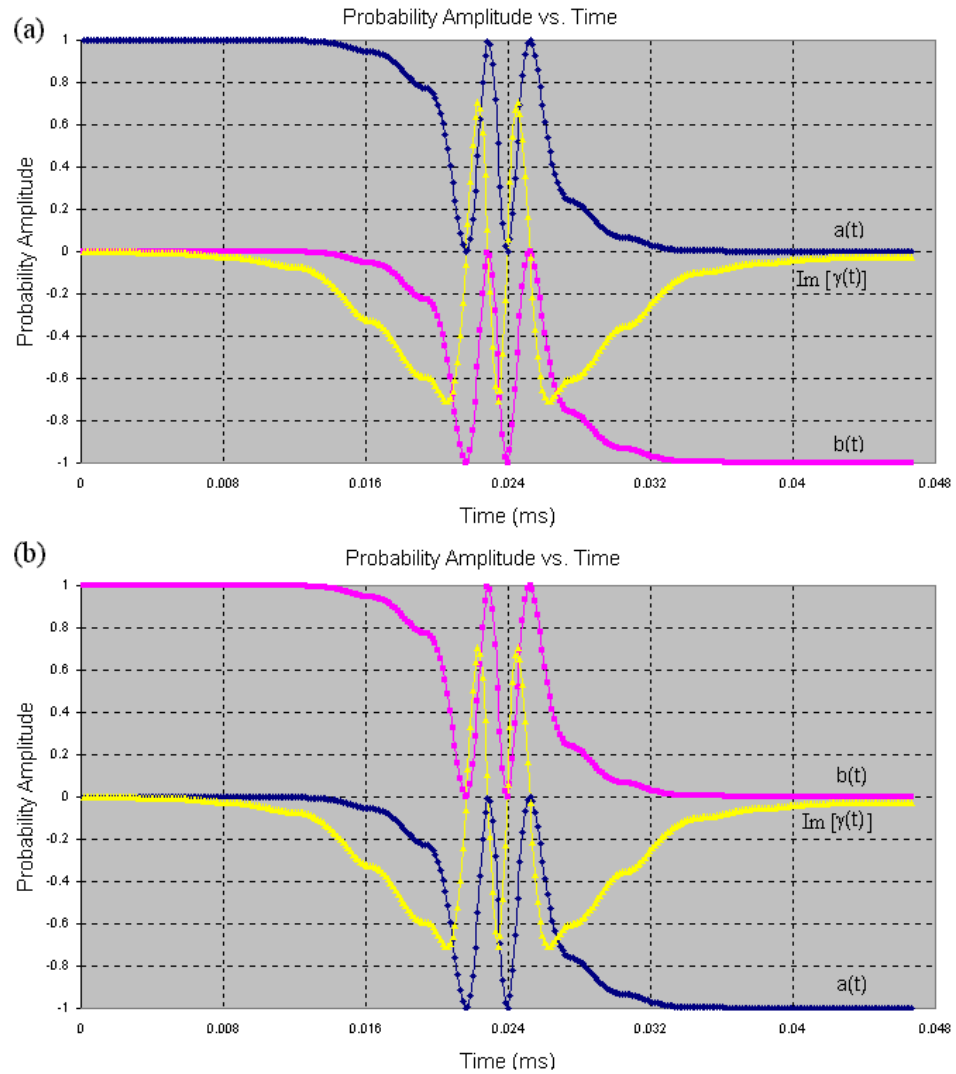 (a)
Probability Amplitude vs. Time
Probability Amplitude
1
0.8
0.6
0.4
0.2
0
-0.2
-0.4
-0.6
-0.8
-1
a(t)
Im [γ(t)]
b(t)
0 0.008 0.016 0.024 0.032 0.04 0.048
Time (ms)
(b)
Probability Amplitude vs. Time
Probability Amplitude
1
0.8
0.6
0.4
0.2
0
-0.2
-0.4
-0.6
-0.8
-1
b(t)
Im [γ(t)]
a(t)
0 0.008 0.016 0.024 0.032 0.04 0.048
Time (ms)